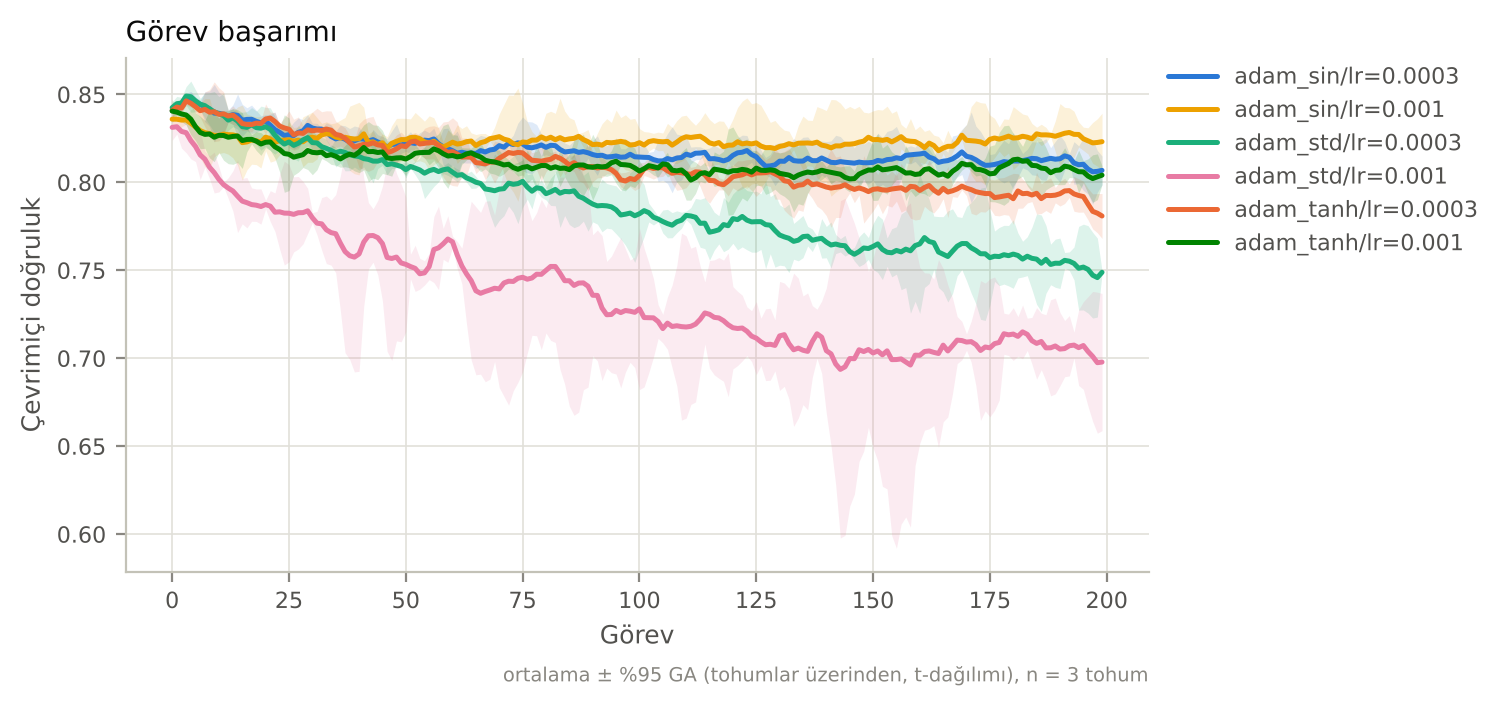 Görev başarımı
Çevrimiçi doğruluk
0.85
0.80
0.75
0.70
0.65
0.60
0
25
50
75
100
125
150
175
200
Görev
adam_sin/lr=0.0003
adam_sin/lr=0.001
adam_std/lr=0.0003
adam_std/lr=0.001
adam_tanh/lr=0.0003
adam_tanh/lr=0.001
ortalama ± %95 GA (tohumlar üzerinden, t-dağılımı), n = 3 tohum